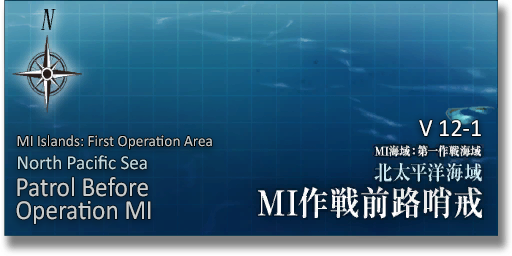 N
MI Islands: First Operation Area
North Pacific Sea
Patrol Before
Operation MI
V 12-1
MI海域：第一作戦海域
北太平洋海域
MI作戦前路哨戒